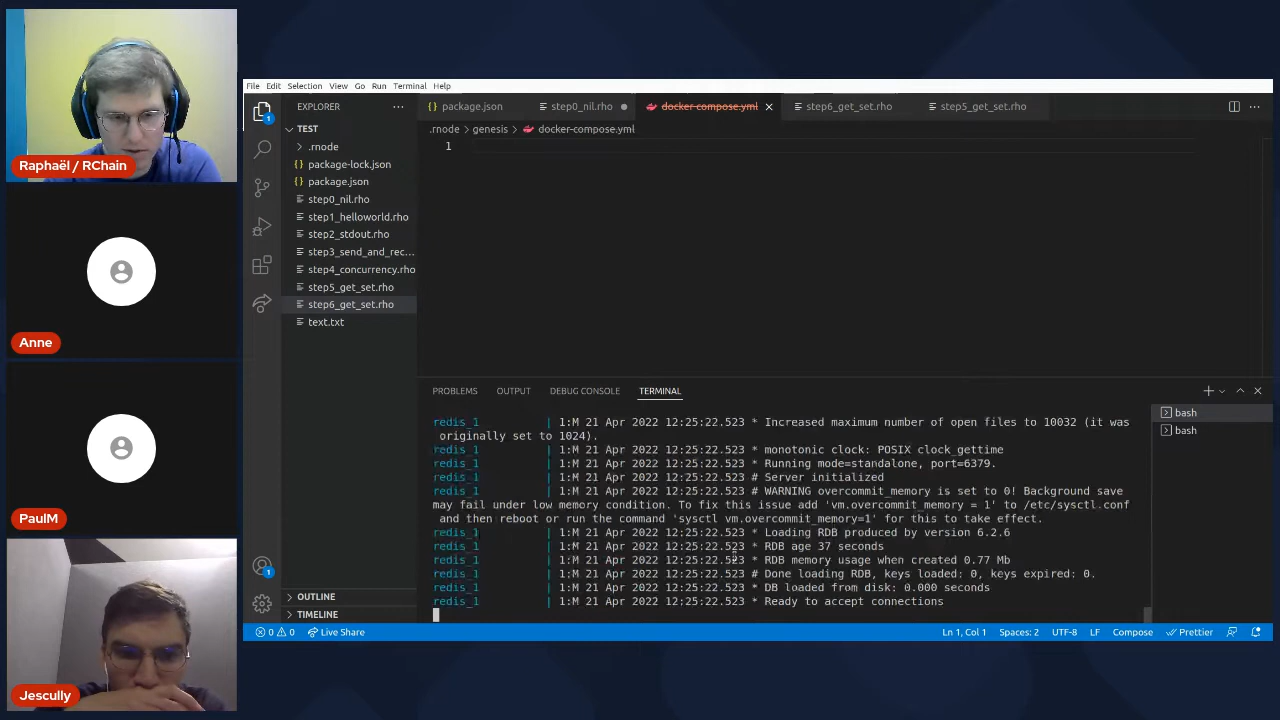 Raphaël / RChain
Anne
PaulM
Jescully
File Edit Selection View Go Run Terminal Help
EXPLORER
TEST
.rnode
package-lock.json
package.json
step0_nil.rho
step1_helloworld.rho
step2_stdout.rho
step3_send_and_rec...
step4_concurrency.rho
step5_get_set.rho
step6_get_set.rho
text.txt
OUTLINE
TIMELINE
1
1
package.json step0_nil.rho docker-compose.yml step6_get_set.rho step5_get_set.rho
.rnode > genesis > docker-compose.yml
1
PROBLEMS OUTPUT DEBUG CONSOLE TERMINAL
redis_1 | 1:M 21 Apr 2022 12:25:22.523 * Increased maximum number of open files to 10032 (it was
originally set to 1024).
redis_1 | 1:M 21 Apr 2022 12:25:22.523 * monotonic clock: POSIX clock_gettime
redis_1 | 1:M 21 Apr 2022 12:25:22.523 * Running mode=standalone, port=6379.
redis_1 | 1:M 21 Apr 2022 12:25:22.523 # Server initialized
redis_1 | 1:M 21 Apr 2022 12:25:22.523 # WARNING overcommit_memory is set to 0! Background save
may fail under low memory condition. To fix this issue add 'vm.overcommit_memory = 1' to /etc/sysctl.conf
and then reboot or run the command 'sysctl vm.overcommit_memory=1' for this to take effect.
redis_1 | 1:M 21 Apr 2022 12:25:22.523 * Loading RDB produced by version 6.2.6
redis_1 | 1:M 21 Apr 2022 12:25:22.523 * RDB age 37 seconds
redis_1 | 1:M 21 Apr 2022 12:25:22.523 * RDB memory usage when created 0.77 Mb
redis_1 | 1:M 21 Apr 2022 12:25:22.523 # Done loading RDB, keys loaded: 0, keys expired: 0.
redis_1 | 1:M 21 Apr 2022 12:25:22.523 * DB loaded from disk: 0.000 seconds
redis_1 | 1:M 21 Apr 2022 12:25:22.523 * Ready to accept connections
bash
bash
0 0 Live Share Ln 1, Col 1 Spaces: 2 UTF-8 LF Compose Prettier